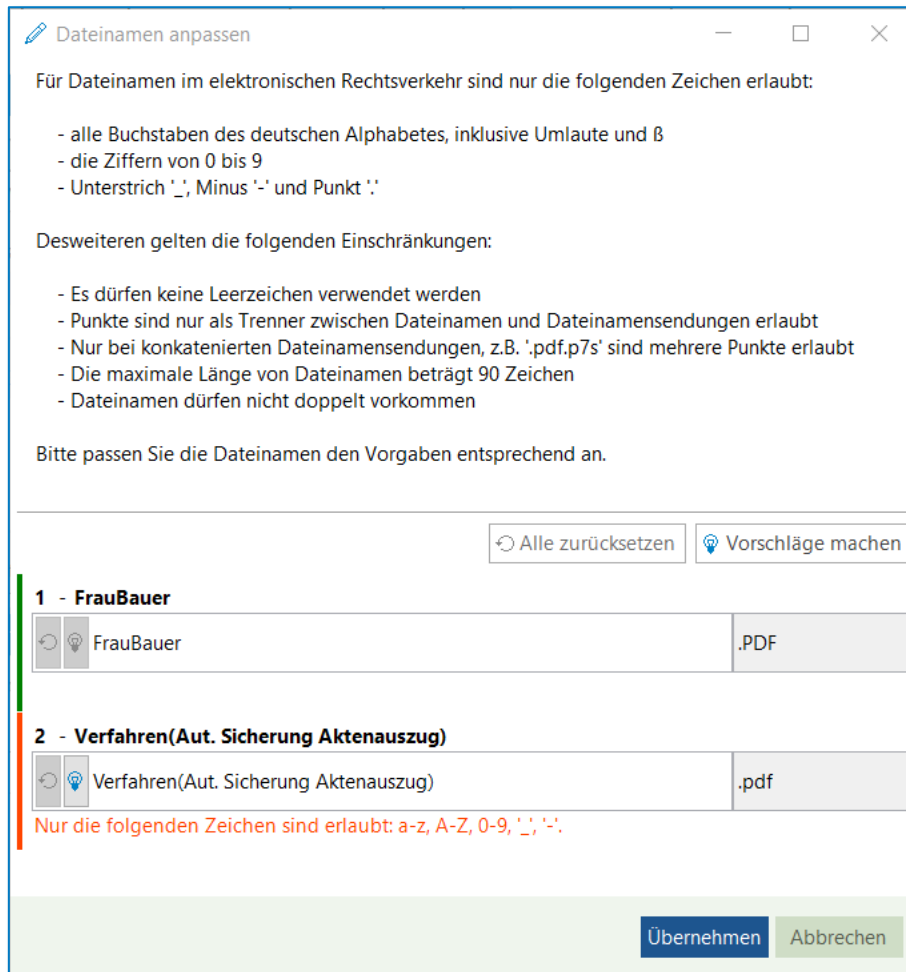 Dateinamen anpassen
Für Dateinamen im elektronischen Rechtsverkehr sind nur die folgenden Zeichen erlaubt:
- alle Buchstaben des deutschen Alphabetes, inklusive Umlaute und ß
- die Ziffern von 0 bis 9
- Unterstrich '_', Minus '-' und Punkt '.'
Desweiteren gelten die folgenden Einschränkungen:
- Es dürfen keine Leerzeichen verwendet werden
- Punkte sind nur als Trenner zwischen Dateinamen und Dateinamensendungen erlaubt
- Nur bei konkatenierten Dateinamensendungen, z.B. '.pdf.p7s' sind mehrere Punkte erlaubt
- Die maximale Länge von Dateinamen beträgt 90 Zeichen
- Dateinamen dürfen nicht doppelt vorkommen
Bitte passen Sie die Dateinamen den Vorgaben entsprechend an.
Alle zurücksetzen Vorschläge machen
1 - FrauBauer
FrauBauer .PDF
2 - Verfahren(Aut. Sicherung Aktenauszug)
Verfahren(Aut. Sicherung Aktenauszug) .pdf
Nur die folgenden Zeichen sind erlaubt: a-z, A-Z, 0-9, '_', '-'.
Übernehmen Abbrechen